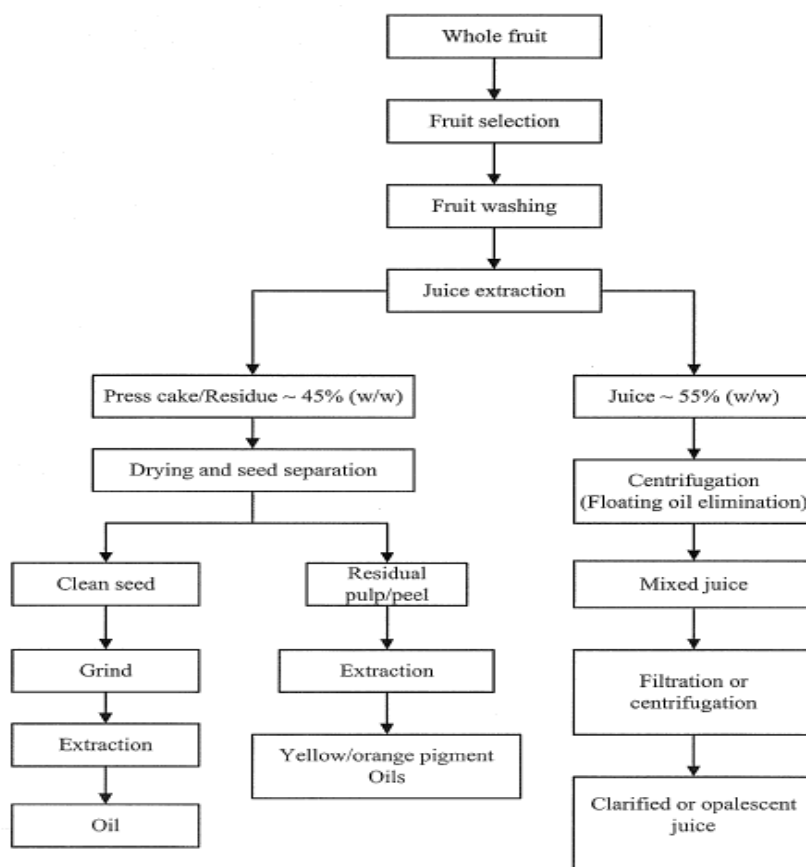 Whole fruit
Fruit selection
Fruit washing
Juice extraction
Press cake/Residue ~ 45% (w/w)
Juice ~ 55% (w/w)
Drying and seed separation
Centrifugation
(Floating oil elimination)
Clean seed
Residual
pulp/peel
Mixed juice
Grind
Extraction
Filtration or
centrifugation
Extraction
Yellow/orange pigment
Oils
Oil
Clarified or opalescent
juice